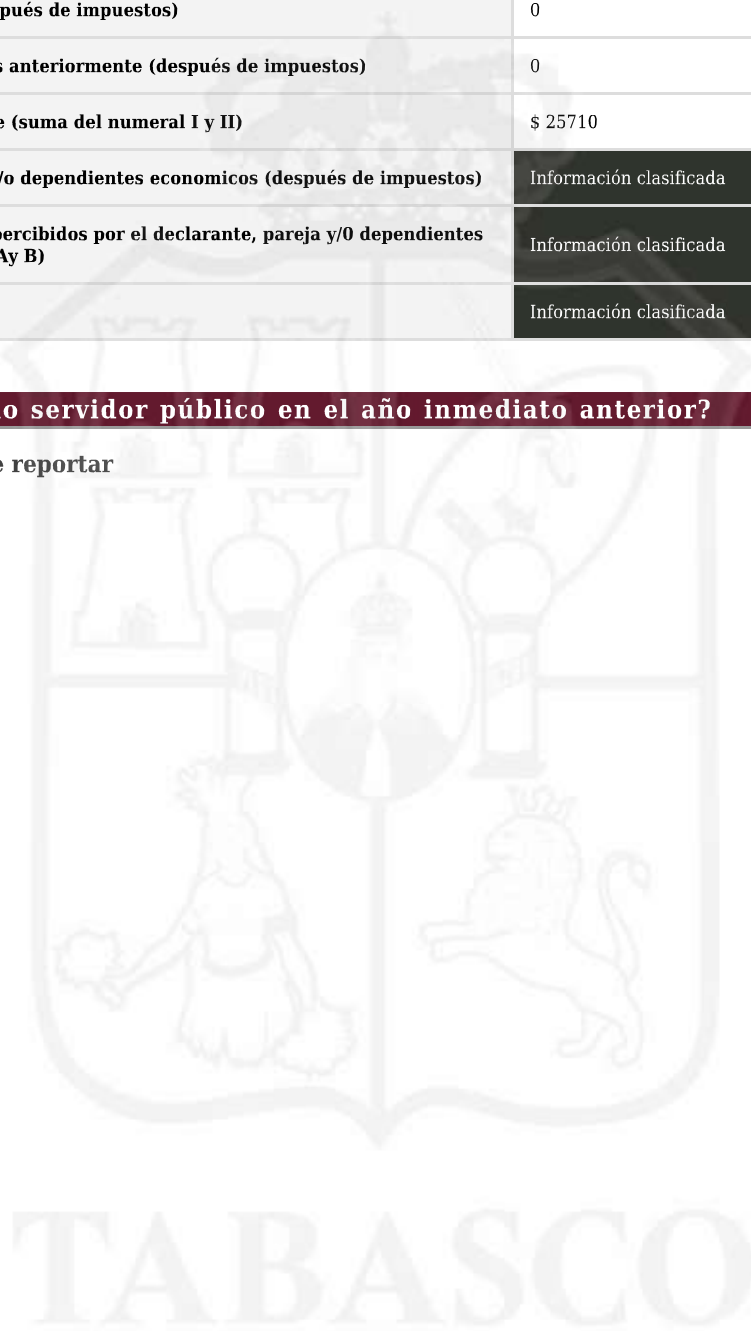 pués de impuestos)
0
s anteriormente (después de impuestos)
0
e (suma del numeral I y II)
$ 25710
/o dependientes economicos (después de impuestos)
Información clasificada
percibidos por el declarante, pareja y/0 dependientes
Ay B)
Información clasificada
Información clasificada
o servidor público en el año inmediato anterior?
e reportar
TABASCO